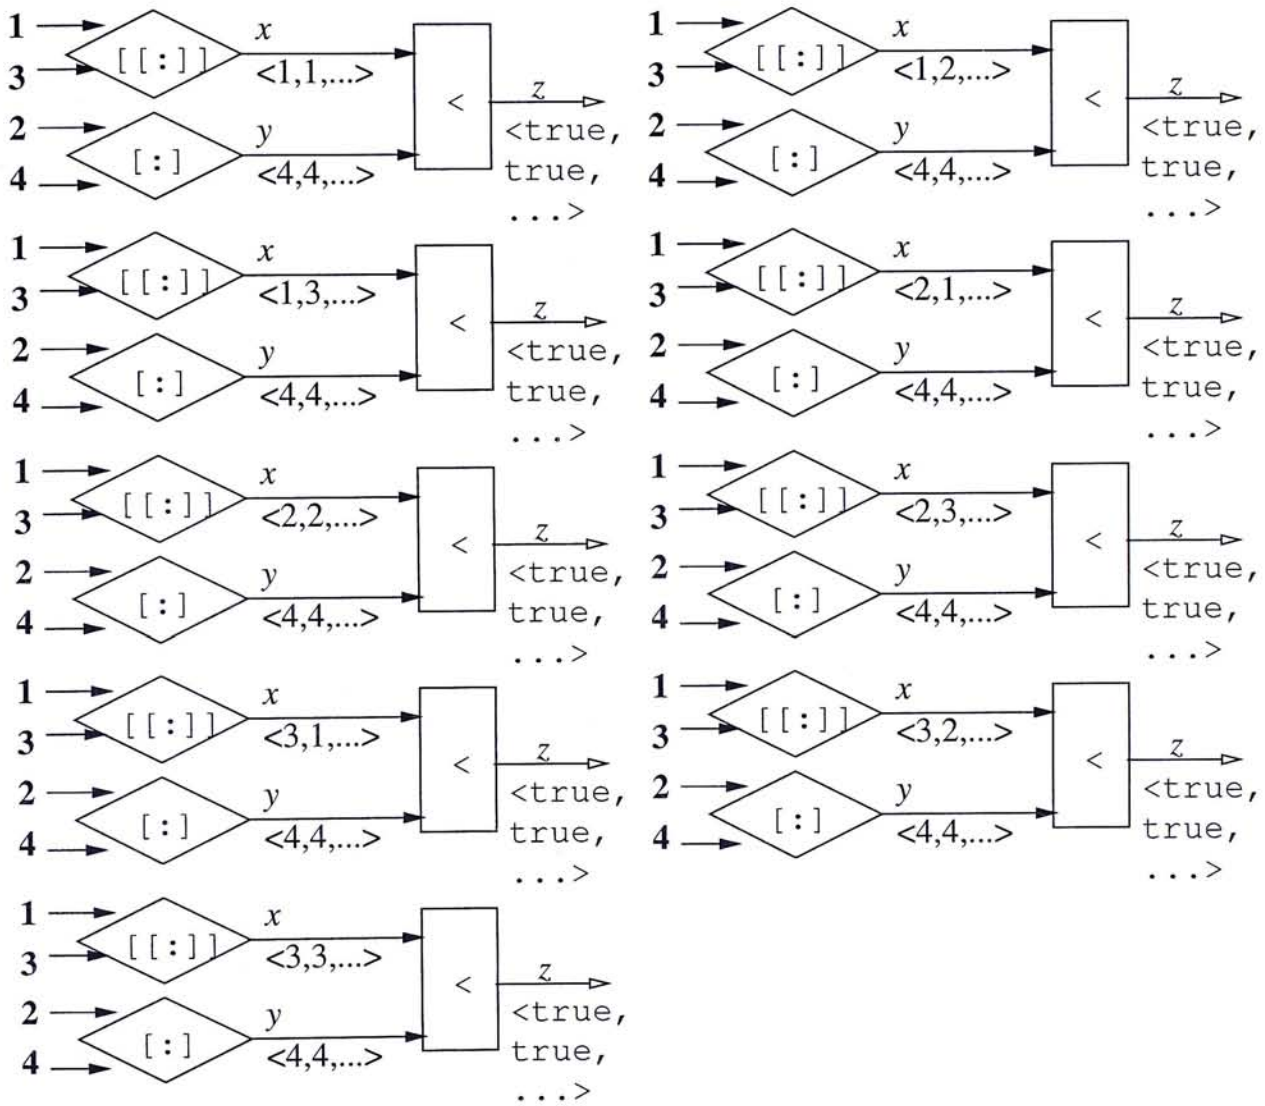 1 [[:]] x
3 <1,1,...>
< z
2 [:] y <true,
4 <4,4,...> true,
...>
1 [[:]] x
3 <1,2,...>
< z
2 [:] y <true,
4 <4,4,...> true,
...>
1 [[:]] x
3 <1,3,...>
< z
2 [:] y <true,
4 <4,4,...> true,
...>
1 [[:]] x
3 <2,1,...>
< z
2 [:] y <true,
4 <4,4,...> true,
...>
1 [[:]] x
3 <2,2,...>
< z
2 [:] y <true,
4 <4,4,...> true,
...>
1 [[:]] x
3 <2,3,...>
< z
2 [:] y <true,
4 <4,4,...> true,
...>
1 [[:]] x
3 <3,1,...>
< z
2 [:] y <true,
4 <4,4,...> true,
...>
1 [[:]] x
3 <3,2,...>
< z
2 [:] y <true,
4 <4,4,...> true,
...>
1 [[:]] x
3 <3,3,...>
< z
2 [:] y <true,
4 <4,4,...> true,
...>